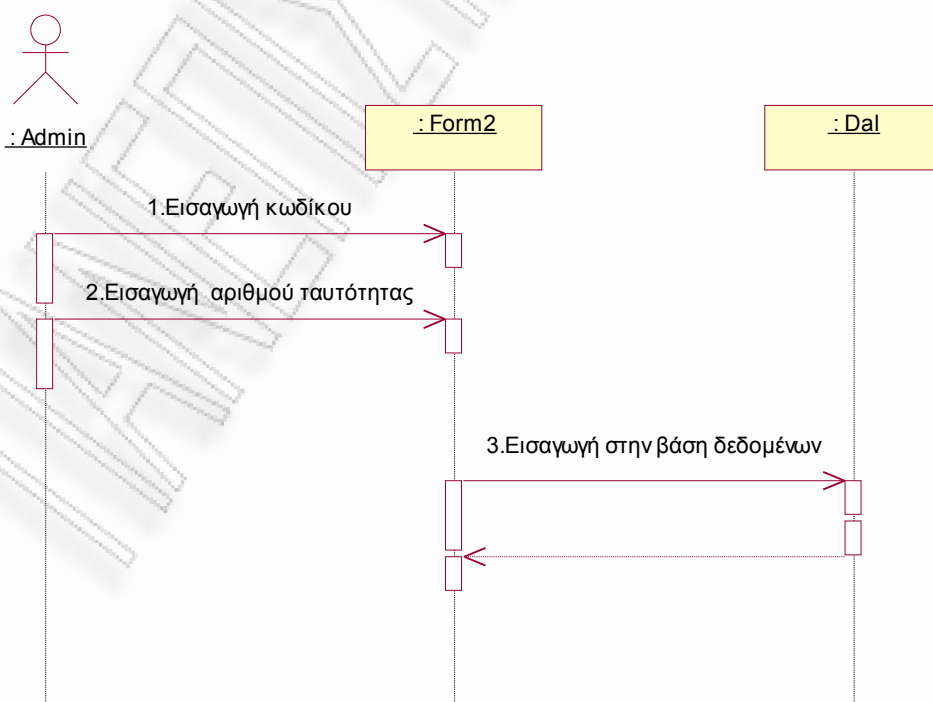 : Admin
: Form2
: Dal
1.Εισαγωγή κωδίκου
2.Εισαγωγή αριθμού ταυτότητας
3.Εισαγωγή στην βάση δεδομένων